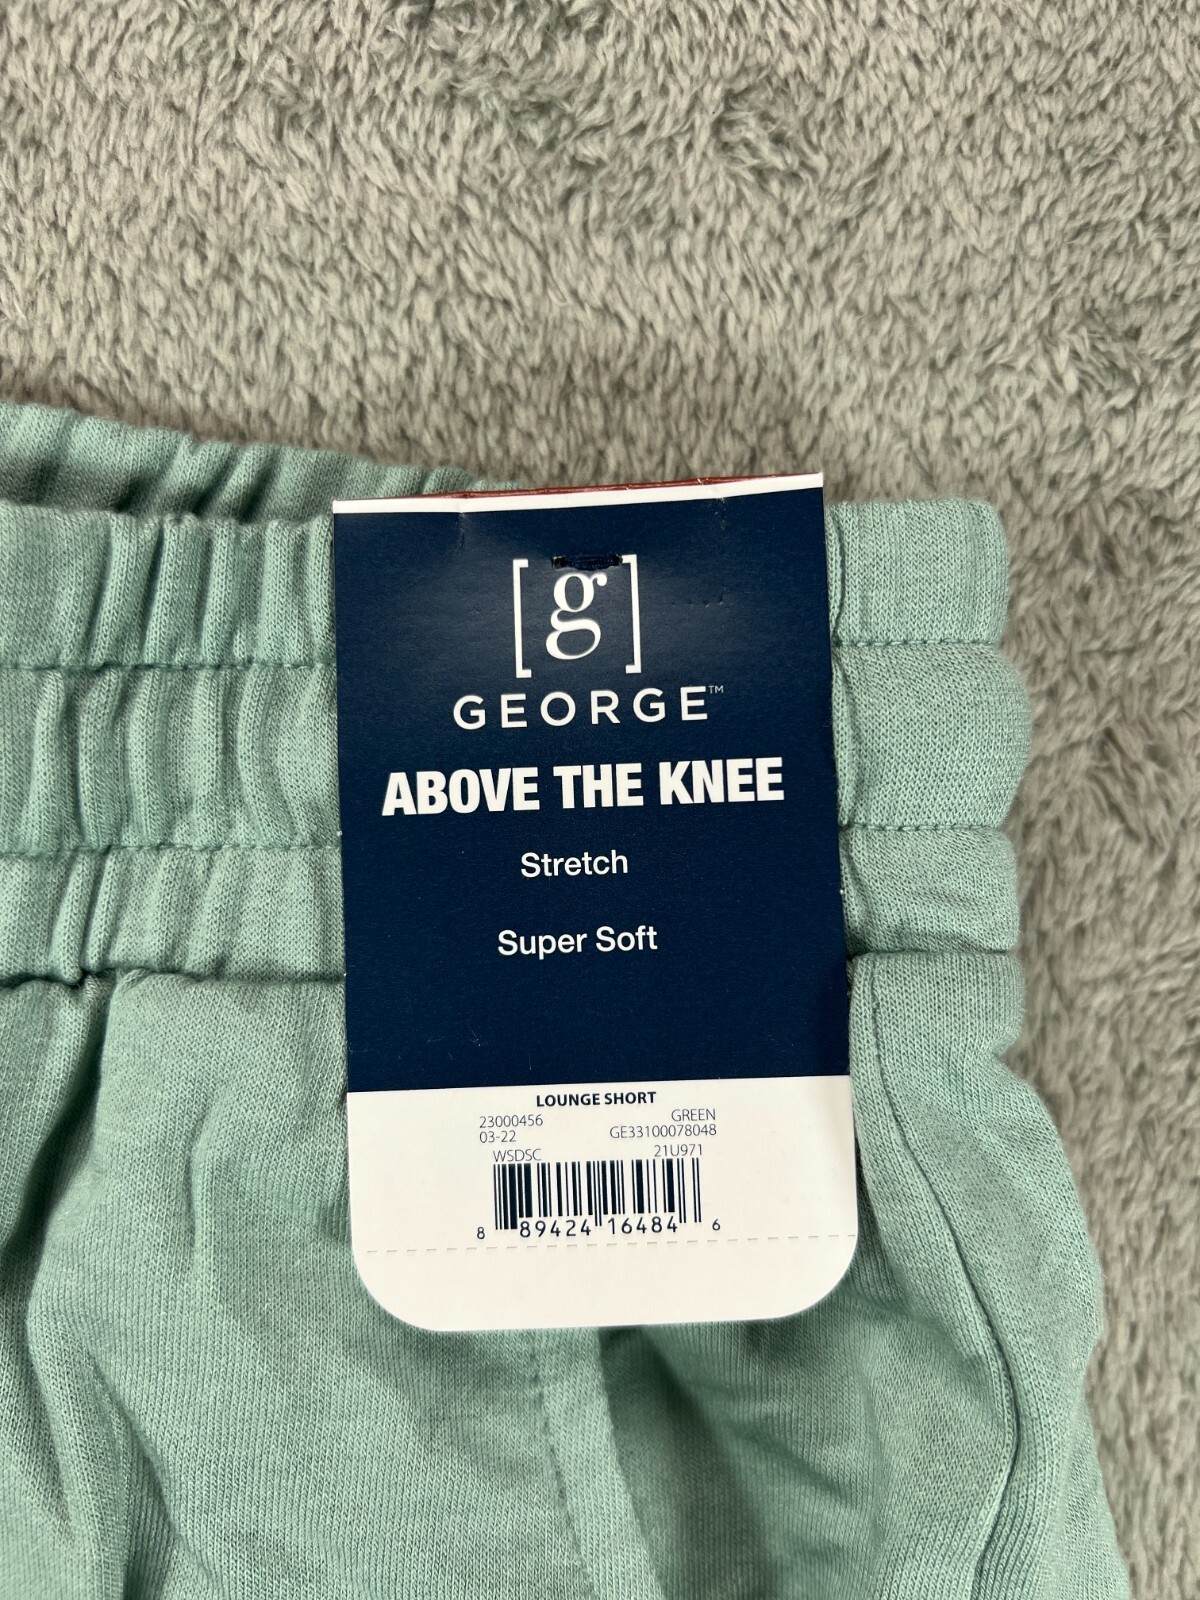 [g]
GEORGE™
ABOVE THE KNEE
Stretch
Super Soft
LOUNGE SHORT
23000456 GREEN
03-22 GE33100078048
WSDSC 21U971
8 89424 16484 6